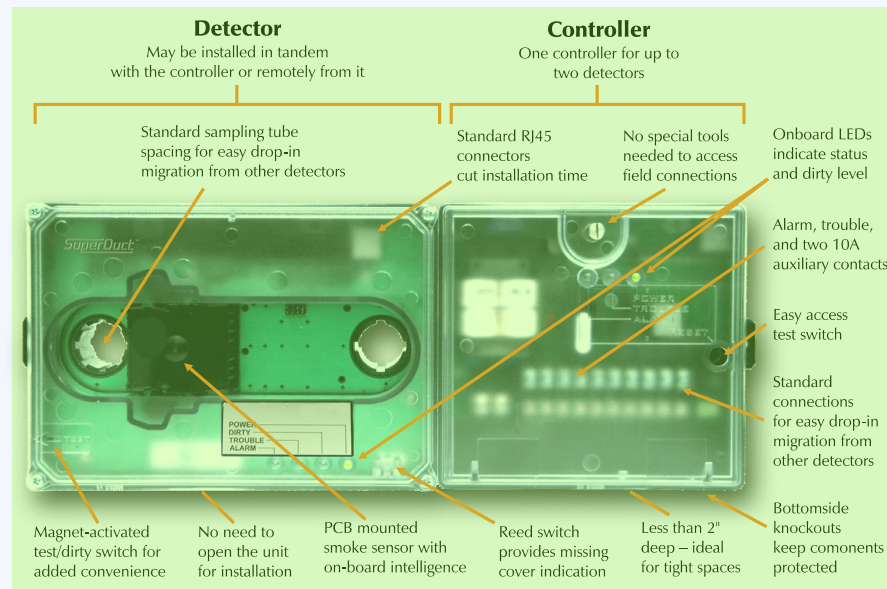 Detector
May be installed in tandem
with the controller or remotely from it
Controller
One controller for up to
two detectors
Standard sampling tube
spacing for easy drop-in
migration from other detectors
Standard RJ45
connectors
cut installation time
No special tools
needed to access
field connections
Onboard LEDs
indicate status
and dirty level
Alarm, trouble,
and two 10A
auxiliary contacts
Easy access
test switch
Standard
connections
for easy drop-in
migration from
other detectors
Bottomside
knockouts
keep comonents
protected
SuperDuct
POWER
TROUBLE
ALARM
RESET
TEST
POWER
DIRTY
TROUBLE
ALARM
Magnet-activated
test/dirty switch for
added convenience
No need to
open the unit
for installation
PCB mounted
smoke sensor with
on-board intelligence
Reed switch
provides missing
cover indication
Less than 2"
deep – ideal
for tight spaces